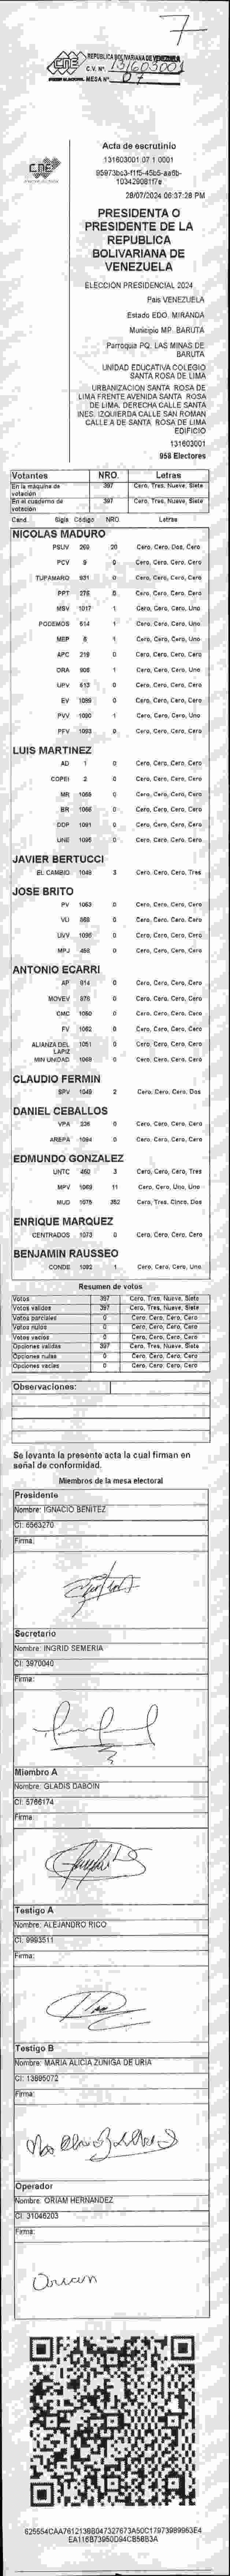 7
CNE REPÚBLICA BOLIVARIANA DE VENEZUELA
C.V. Nº 131603001
MESA Nº 07
CNE
Acta de escrutinio
131603001 07 1 0001
28/07/2024 06:37:28 PM
PRESIDENTA O
PRESIDENTE DE LA
REPUBLICA
BOLIVARIANA DE
VENEZUELA
ELECCIÓN PRESIDENCIAL 2024
Pais VENEZUELA
Estado EDO. MIRANDA
Municipio MP. BARUTA
Parroquia PQ. LAS MINAS DE
BARUTA
UNIDAD EDUCATIVA COLEGIO
SANTA ROSA DE LIMA
URBANIZACION SANTA ROSA DE
LIMA FRENTE AVENIDA SANTA ROSA
DE LIMA. DERECHA CALLE SANTA
INES. IZQUIERDA CALLE SAN ROMAN
CALLE A DE SANTA ROSA DE LIMA
EDIFICIO
131603001
958 Electores
Votantes NRO. Letras
En la máquina de votación 397 Cero, Tres, Nueve, Siete
En el cuaderno de votación 397 Cero, Tres, Nueve, Siete
Cand. Sigls Código NRO Letras
NICOLAS MADURO
PSUV 269 20 Cero, Cero, Dos, Cero
PCV 9 0 Cero, Cero, Cero, Cero
TUPAMARO 931 0 Cero, Cero, Cero, Cero
PPT 275 0 Cero, Cero, Cero, Cero
MSV 1017 1 Cero, Cero, Cero, Uno
PODEMOS 614 1 Cero, Cero, Cero, Uno
MEP 6 1 Cero, Cero, Cero, Uno
APC 219 0 Cero, Cero, Cero, Cero
ORA 906 1 Cero, Cero, Cero, Uno
UPV 613 0 Cero, Cero, Cero, Cero
EV 1089 0 Cero, Cero, Cero, Cero
PVV 1090 1 Cero, Cero, Cero, Uno
PFV 1093 0 Cero, Cero, Cero, Cero
LUIS MARTINEZ
AD 1 0 Cero, Cero, Cero, Cero
COPEI 2 0 Cero, Cero, Cero, Cero
MR 0 Cero, Cero, Cero, Cero
BR 1066 0 Cero, Cero, Cero, Cero
DDP 1091 0 Cero, Cero, Cero, Cero
UNE 1095 0 Cero, Cero, Cero, Cero
JAVIER BERTUCCI
EL CAMBIO 1048 3 Cero, Cero, Cero, Tres
JOSE BRITO
PV 1063 0 Cero, Cero, Cero, Cero
VU 868 0 Cero, Cero, Cero, Cero
UVV 1096 0 Cero, Cero, Cero, Cero
MPJ 458 0 Cero, Cero, Cero, Cero
ANTONIO ECARRI
AP 914 0 Cero, Cero, Cero, Cero
MOVEV 976 0 Cero, Cero, Cero, Cero
CMC 1050 0 Cero, Cero, Cero, Cero
FV 1062 0 Cero, Cero, Cero, Cero
ALIANZA DEL LAPIZ 1051 0 Cero, Cero, Cero, Cero
MIN UNIDAD 1069 0 Cero, Cero, Cero, Cero
CLAUDIO FERMIN
SPV 1049 2 Cero, Cero, Cero, Dos
DANIEL CEBALLOS
VPA 0 Cero, Cero, Cero, Cero
AREPA 1094 0 Cero, Cero, Cero, Cero
EDMUNDO GONZALEZ
UNTC 460 3 Cero, Cero, Cero, Tres
MPV 1069 11 Cero, Cero, Uno, Uno
MUD 1075 352 Cero, Tres, Cinco, Dos
ENRIQUE MARQUEZ
CENTRADOS 1073 0 Cero, Cero, Cero, Cero
BENJAMIN RAUSSEO
CONDE 1092 1 Cero, Cero, Cero, Uno
Resumen de votos
Votos 397 Cero, Tres, Nueve, Siete
Votos validos 397 Cero, Tres, Nueve, Siete
Votos parciales 0 Cero, Cero, Cero, Cero
Votos nulos 0 Cero, Cero, Cero, Cero
Votos vacios 0 Cero, Cero, Cero, Cero
Opciones validas 397 Cero, Tres, Nueve, Siete
Opciones nulas 0 Cero, Cero, Cero, Cero
Opciones vacias 0 Cero, Cero, Cero, Cero
Observaciones:
Se levanta la presente acta la cual firman en
señal de conformidad.
Miembros de la mesa electoral
Presidente
Nombre: IGNACIO BENITEZ
CI: 6563270
Firma:
Secretario
Nombre: INGRID SEMERIA
CI: 3970040
Firma:
Miembro A
Nombre: GLADIS DABOIN
CI: 5766174
Firma:
Testigo A
Nombre: ALEJANDRO RICO
CI: 9993511
Firma:
Testigo B
Nombre: MARIA ALICIA ZUNIGA DE URIA
CI: 13895072
Firma:
Operador
Nombre: ORIAM HERNANDEZ
CI: 31046203
Firma:
Oriam